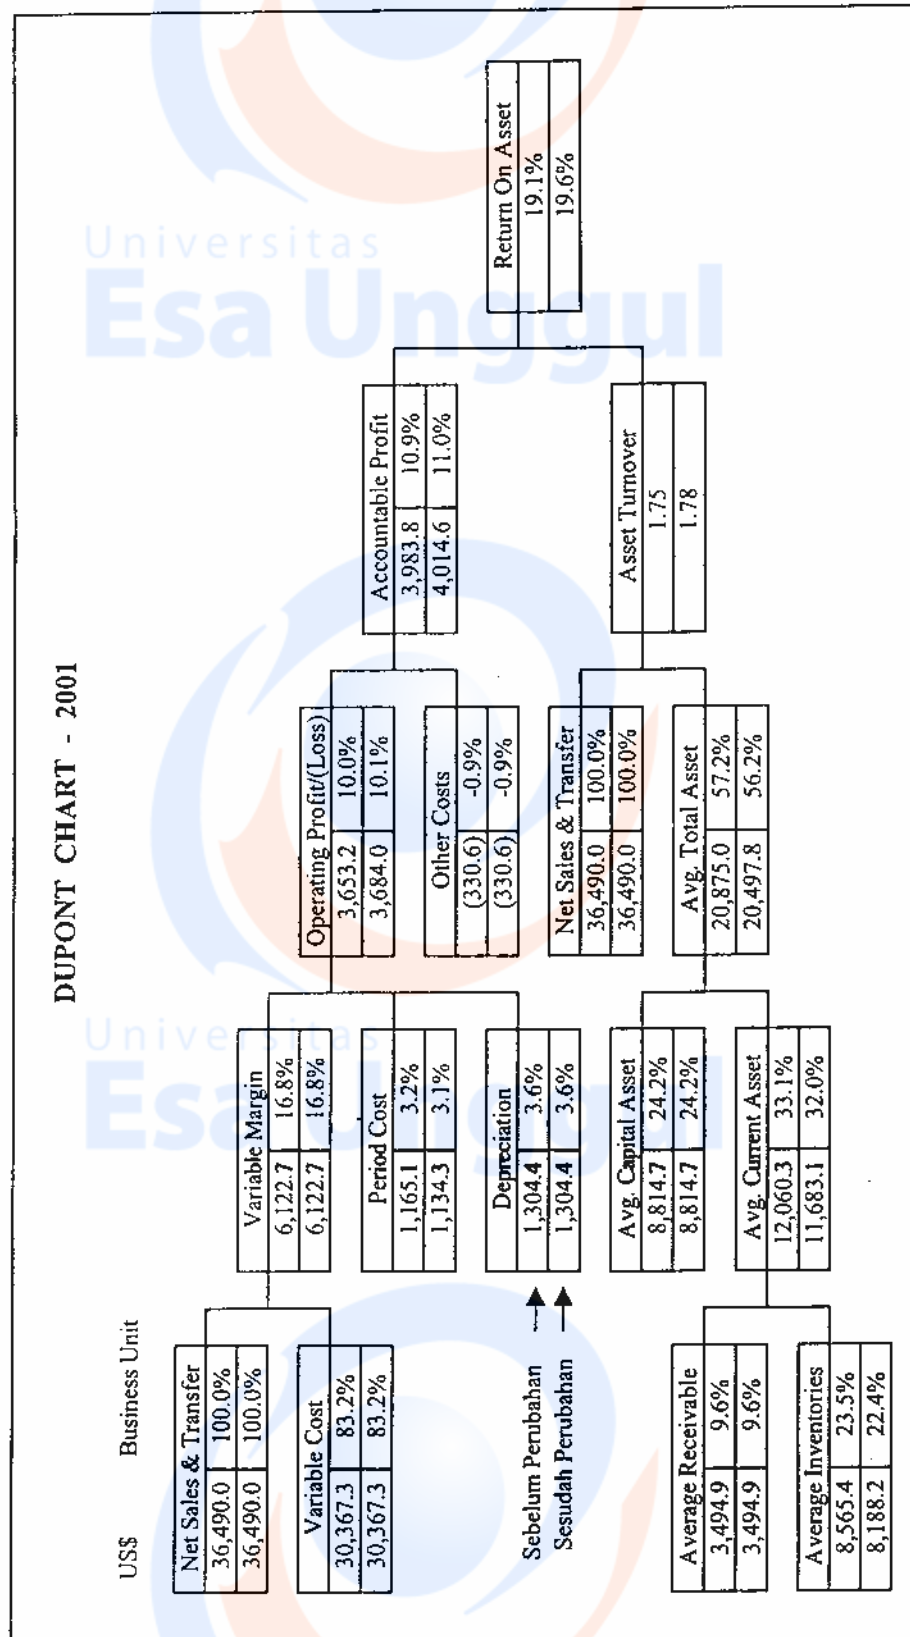 DUPONT CHART - 2001
US$ Business Unit
Net Sales & Transfer
36,490.0 100.0%
36,490.0 100.0%
Variable Cost
30,367.3 83.2%
30,367.3 83.2%
Variable Margin
6,122.7 16.8%
6,122.7 16.8%
Period Cost
1,165.1 3.2%
1,134.3 3.1%
Depreciation
1,304.4 3.6%
1,304.4 3.6%
Operating Profit/(Loss)
3,653.2 10.0%
3,684.0 10.1%
Other Costs
(330.6) -0.9%
(330.6) -0.9%
Accountable Profit
3,983.8 10.9%
4,014.6 11.0%
Return On Asset
19.1%
19.6%
Sebelum Perubahan
Sesudah Perubahan
Average Receivable
3,494.9 9.6%
3,494.9 9.6%
Average Inventories
8,565.4 23.5%
8,188.2 22.4%
Avg. Capital Asset
8,814.7 24.2%
8,814.7 24.2%
Avg. Current Asset
12,060.3 33.1%
11,683.1 32.0%
Net Sales & Transfer
36,490.0 100.0%
36,490.0 100.0%
Avg. Total Asset
20,875.0 57.2%
20,497.8 56.2%
Asset Turnover
1.75
1.78
Universitas
Esa Unggul
Universitas
Esa Unggul